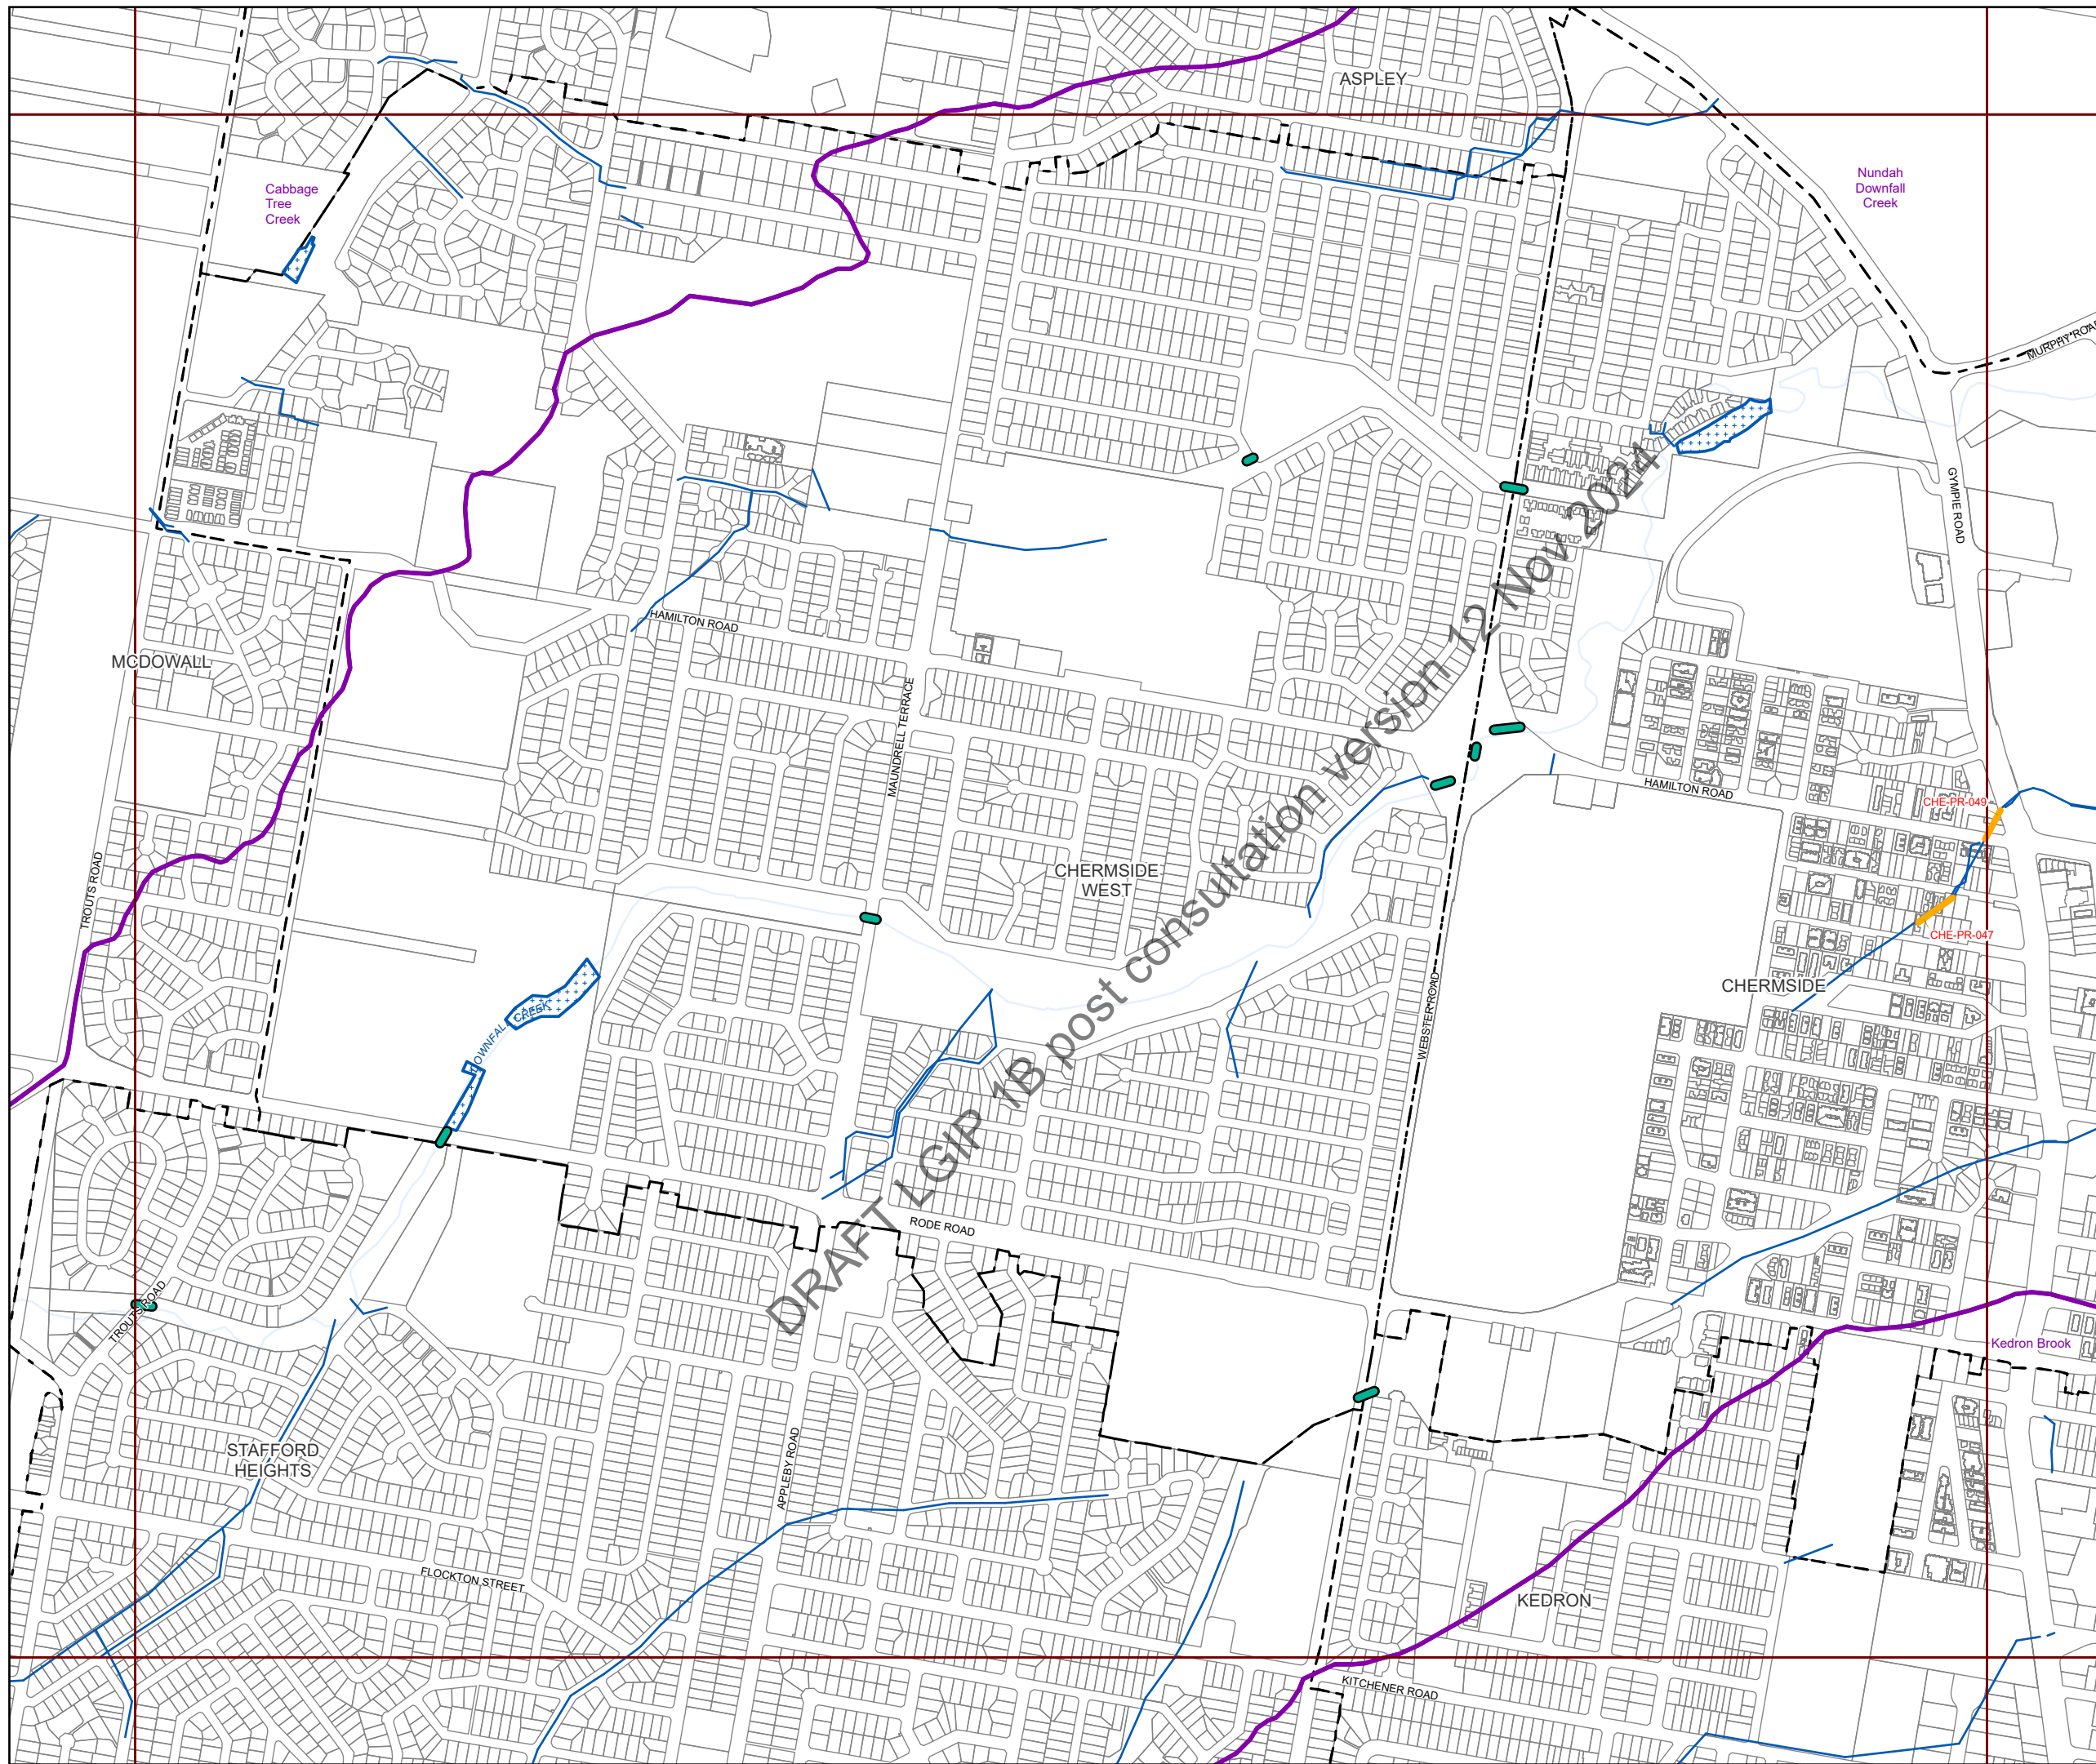 ASPLEY
Cabbage
Tree
Creek
Nundah
Downfall
Creek
MURPHY ROAD
GYMPIE ROAD
HAMILTON ROAD
MCDOWALL
MAUNDRELL TERRACE
HAMILTON ROAD
CHE-PR-049
TROUTS ROAD
CHERMSIDE
WEST
CHE-PR-047
CHERMSIDE
DOWNFALL CREEK
WEBSTER ROAD
DRAFT LGIP 1B post consultation version 12 Nov 2024
RODE ROAD
TROUTS ROAD
Kedron Brook
STAFFORD
HEIGHTS
APPLEBY ROAD
FLOCKTON STREET
KEDRON
KITCHENER ROAD